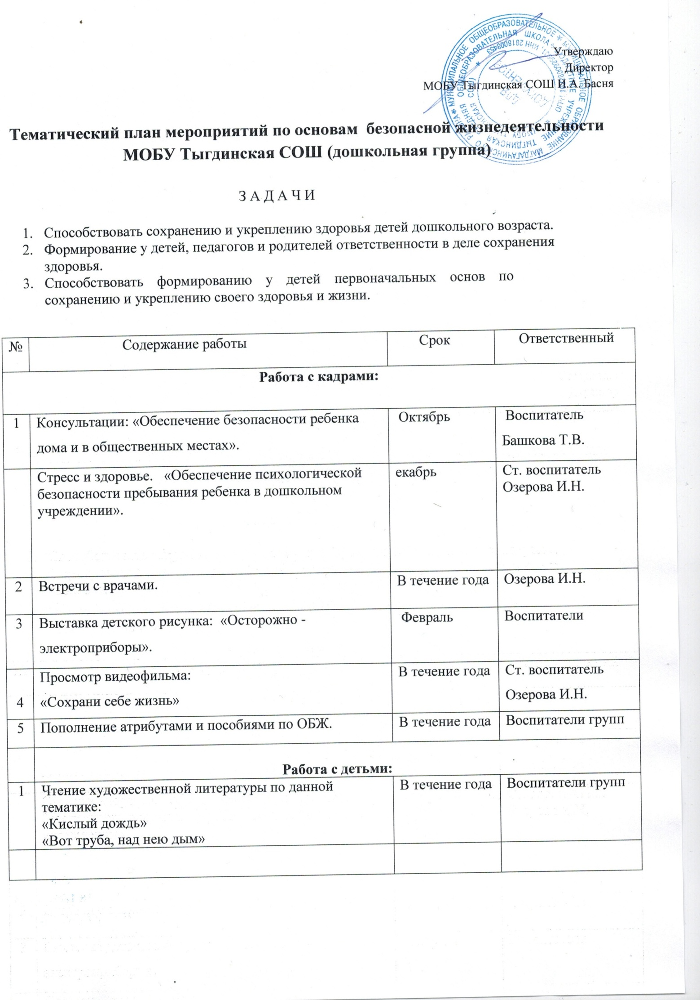 Утверждаю
Директор
МОБУ Тыгдинская СОШ И.А. Басня
Тематический план мероприятий по основам безопасной жизнедеятельности
МОБУ Тыгдинская СОШ (дошкольная группа)
З А Д А Ч И
1. Способствовать сохранению и укреплению здоровья детей дошкольного возраста.
2. Формирование у детей, педагогов и родителей ответственности в деле сохранения
здоровья.
3. Способствовать формированию у детей первоначальных основ по
сохранению и укреплению своего здоровья и жизни.
№ Содержание работы Срок Ответственный
Работа с кадрами:
1 Консультации: «Обеспечение безопасности ребенка Октябрь Воспитатель
дома и в общественных местах». Башкова Т.В.
Стресс и здоровье. «Обеспечение психологической екабрь Ст. воспитатель
безопасности пребывания ребенка в дошкольном Озерова И.Н.
учреждении».
2 Встречи с врачами. В течение года Озерова И.Н.
3 Выставка детского рисунка: «Осторожно - Февраль Воспитатели
электроприборы».
Просмотр видеофильма: В течение года Ст. воспитатель
4 «Сохрани себе жизнь» Озерова И.Н.
5 Пополнение атрибутами и пособиями по ОБЖ. В течение года Воспитатели групп
Работа с детьми:
1 Чтение художественной литературы по данной В течение года Воспитатели групп
тематике:
«Кислый дождь»
«Вот труба, над нею дым»
МУНИЦИПАЛЬНОЕ ОБЩЕОБРАЗОВАТЕЛЬНОЕ
ОБЩЕОБРАЗОВАТЕЛЬНАЯ ШКОЛА
ИНН 2818003453